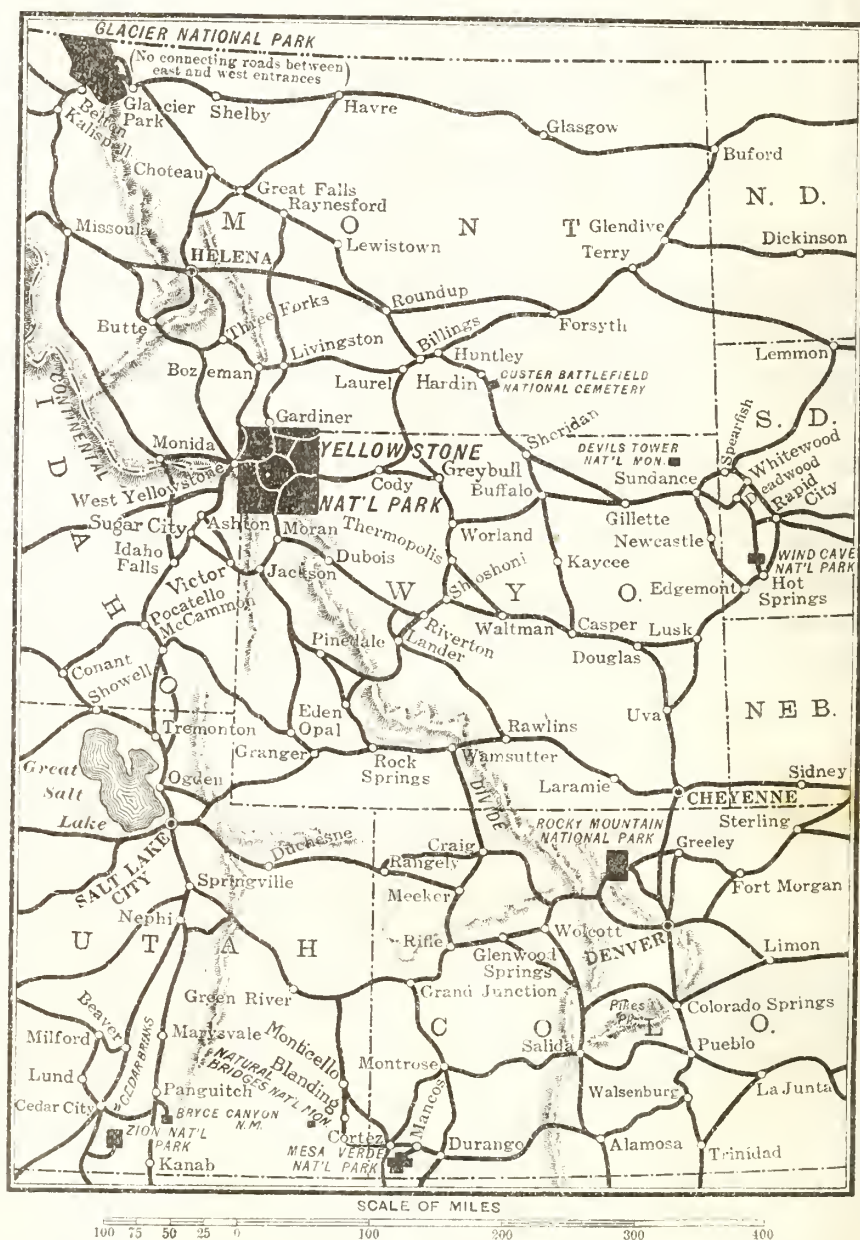 GLACIER NATIONAL PARK
(No connecting roads between
east and west entrances)
Belton
Kalispell
Glacier
Park
Shelby
Havre
Glasgow
Buford
Choteau
Great Falls
Raynesford
N. D.
M O N T
Glendive
Terry
Dickinson
Missoula
Lewistown
HELENA
Butte
Three Forks
Roundup
Forsyth
Livingston
Billings
Bozeman
Laurel
Huntley
Hardin
CUSTER BATTLEFIELD
NATIONAL CEMETERY
Lemmon
CONTINENTAL
I D A H O
Gardiner
Sheridan
S. D.
Monida
YELLOWSTONE
NAT'L PARK
DEVILS TOWER
NAT'L MON.
Spearfish
Whitewood
Deadwood
Rapid
City
West Yellowstone
Cody
Greybull
Buffalo
Sundance
Gillette
Sugar City
Ashton
Moran
Thermopolis
Worland
Newcastle
WIND CAVE
NAT'L PARK
Idaho
Falls
Victor
Jackson
Dubois
Shoshoni
Kaycee
Edgemont
Hot
Springs
Pocatello
McCammon
W Y O.
Riverton
Lander
Waltman
Casper
Douglas
Lusk
Conant
Showell
Pinedale
Tremonton
Eden
Opal
Rawlins
Uva
NEB.
Granger
Rock
Springs
Wamsutter
Great
Salt
Lake
Ogden
Laramie
CHEYENNE
Sidney
DIVIDE
ROCKY MOUNTAIN
NATIONAL PARK
Sterling
SALT LAKE
CITY
Duchesne
Craig
Rangely
Greeley
Springville
Meeker
Fort Morgan
Nephi
U T A H
Rifle
Wolcott
DENVER
Glenwood
Springs
Limon
Green River
Grand Junction
Beaver
Milford
CEDAR BREAKS
Marysvale
Monticello
Blanding
NATURAL
BRIDGES NAT'L MON.
C O L O.
Pikes
Pk.
Colorado Springs
Montrose
Salida
Pueblo
Lund
Panguitch
Walsenburg
La Junta
Cedar City
BRYCE CANYON
N.M.
ZION NAT'L
PARK
Cortez
Mancos
MESA VERDE
NAT'L PARK
Durango
Alamosa
Trinidad
Kanab
SCALE OF MILES
100 75 50 25 0 100 200 300 400